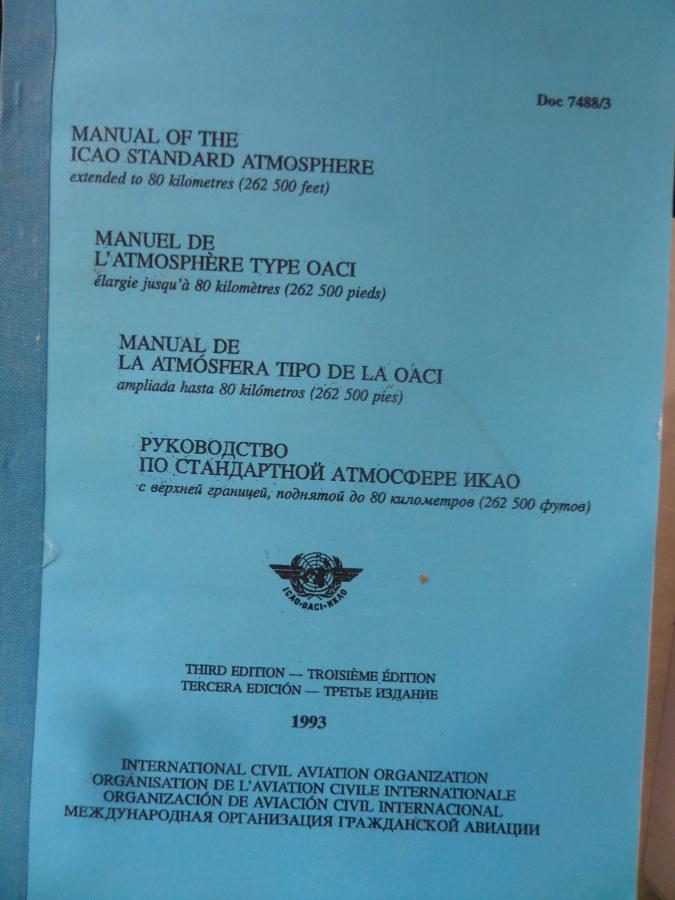 Doc 7488/3
MANUAL OF THE
ICAO STANDARD ATMOSPHERE
extended to 80 kilometres (262 500 feet)
MANUEL DE
L'ATMOSPHÈRE TYPE OACI
élargie jusqu'à 80 kilomètres (262 500 pieds)
MANUAL DE
LA ATMÓSFERA TIPO DE LA OACI
ampliada hasta 80 kilómetros (262 500 pies)
РУКОВОДСТВО
ПО СТАНДАРТНОЙ АТМОСФЕРЕ ИКАО
с верхней границей, поднятой до 80 километров (262 500 футов)
ICAO·OACI·ИКАО
THIRD EDITION — TROISIÈME ÉDITION
TERCERA EDICIÓN — ТРЕТЬЕ ИЗДАНИЕ
1993
INTERNATIONAL CIVIL AVIATION ORGANIZATION
ORGANISATION DE L'AVIATION CIVILE INTERNATIONALE
ORGANIZACIÓN DE AVIACIÓN CIVIL INTERNACIONAL
МЕЖДУНАРОДНАЯ ОРГАНИЗАЦИЯ ГРАЖДАНСКОЙ АВИАЦИИ